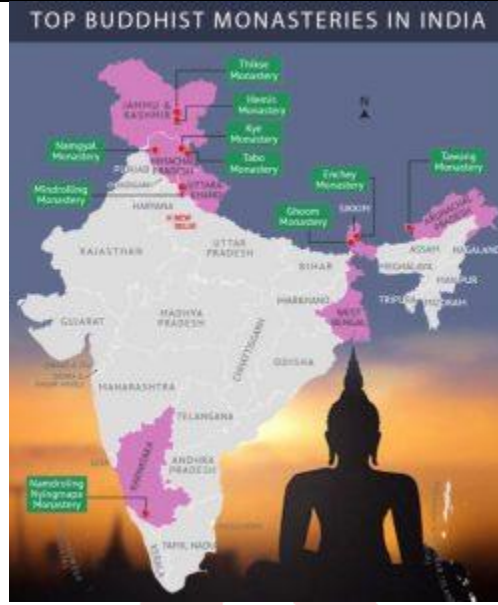 TOP BUDDHIST MONASTERIES IN INDIA
Thikse
Monastery
Hemis
Monastery
JAMMU &
KASHMIR
N
Kye
Monastery
Namgyal
Monastery
Tabo
Monastery
Tawang
Monastery
PUNJAB
HIMACHAL
PRADESH
Enchey
Monastery
Mindrolling
Monastery
UTTARA
KHAND
HARYANA
NEW
DELHI
Ghoom
Monastery
SIKKIM
ARUNACHAL
PRADESH
RAJASTHAN
UTTAR
PRADESH
ASSAM
NAGALAND
BIHAR
MEGHALAYA
MANIPUR
JHARKHAND
TRIPURA
MIZORAM
GUJARAT
MADHYA
PRADESH
WEST
BENGAL
CHHATTISGARH
ODISHA
MAHARASHTRA
TELANGANA
GOA
KARNATAKA
ANDHRA
PRADESH
Namdroling
Nyingmapa
Monastery
TAMIL NADU
KERALA